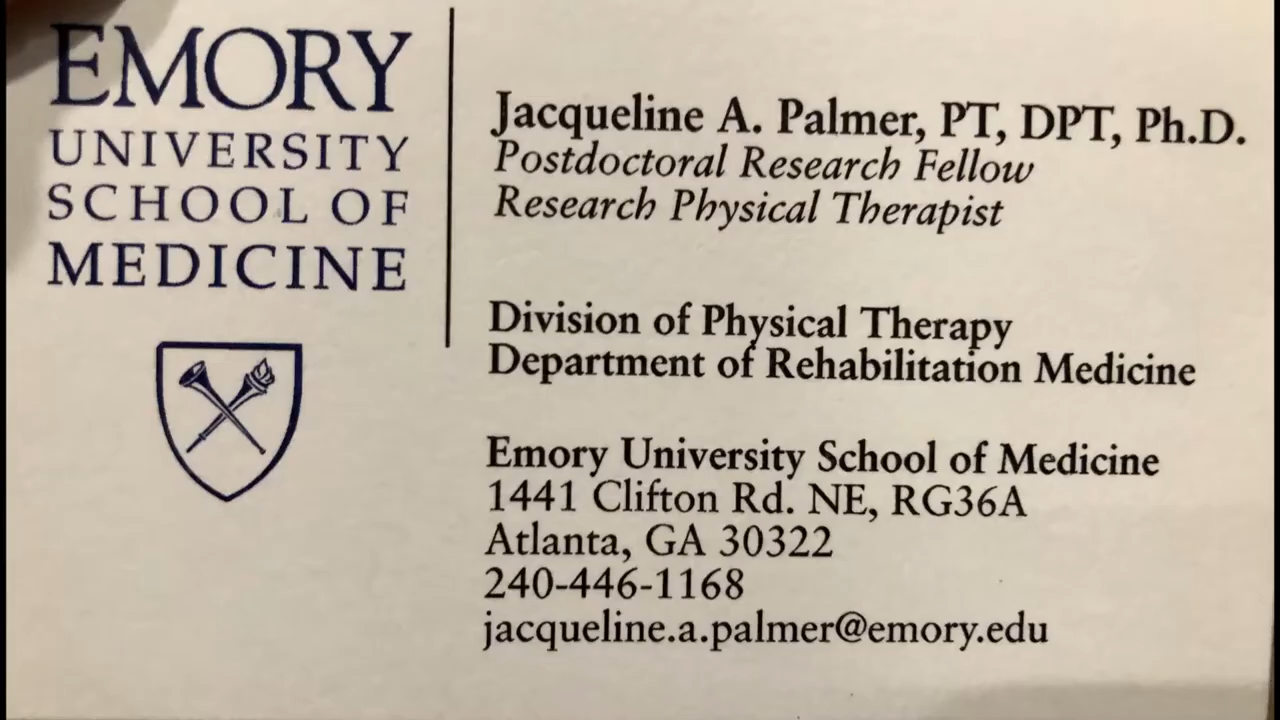 EMORY
UNIVERSITY
SCHOOL OF
MEDICINE
Jacqueline A. Palmer, PT, DPT, Ph.D.
Postdoctoral Research Fellow
Research Physical Therapist
Division of Physical Therapy
Department of Rehabilitation Medicine
Emory University School of Medicine
1441 Clifton Rd. NE, RG36A
Atlanta, GA 30322
240-446-1168
jacqueline.a.palmer@emory.edu